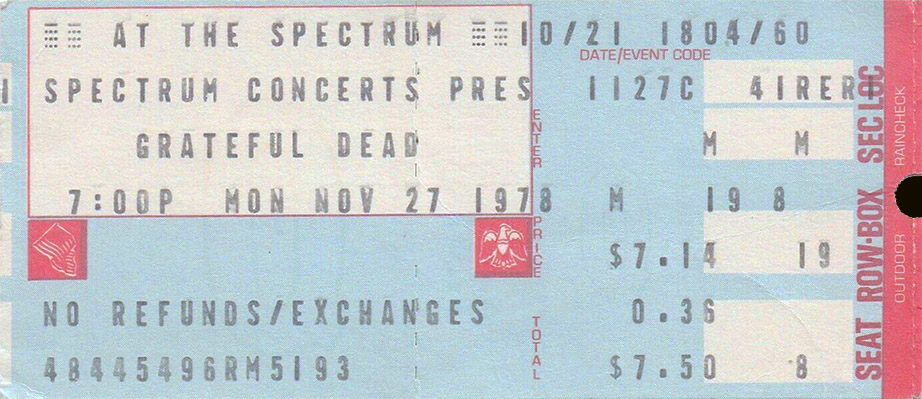 AT THE SPECTRUM 10/21 1804/60
DATE/EVENT CODE
SPECTRUM CONCERTS PRES 1127C 41RERH
GRATEFUL DEAD M M
7:00P MON NOV 27 1978 M 19 8
$7.14 19
NO REFUNDS/EXCHANGES 0.36
48445496RM5193 $7.50 8
ENTER
PRICE
TOTAL
SEAT ROW-BOX SEC LOC
OUTDOOR RAINCHECK